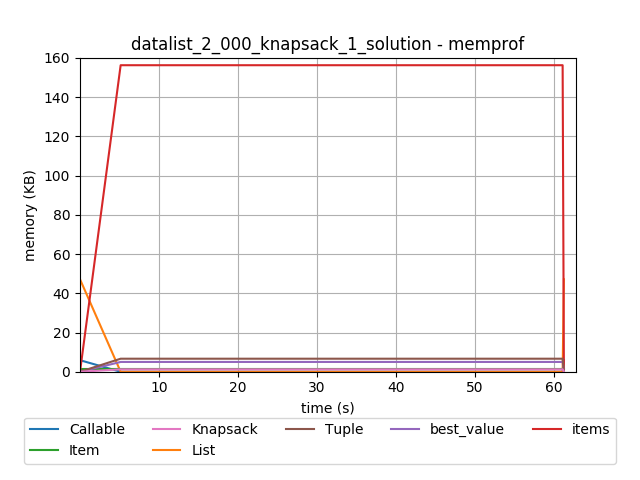 datalist_2_000_knapsack_1_solution - memprof
160
140
120
100
80
60
40
20
0
memory (KB)
10 20 30 40 50 60
time (s)
Callable Knapsack Tuple best_value items
Item List